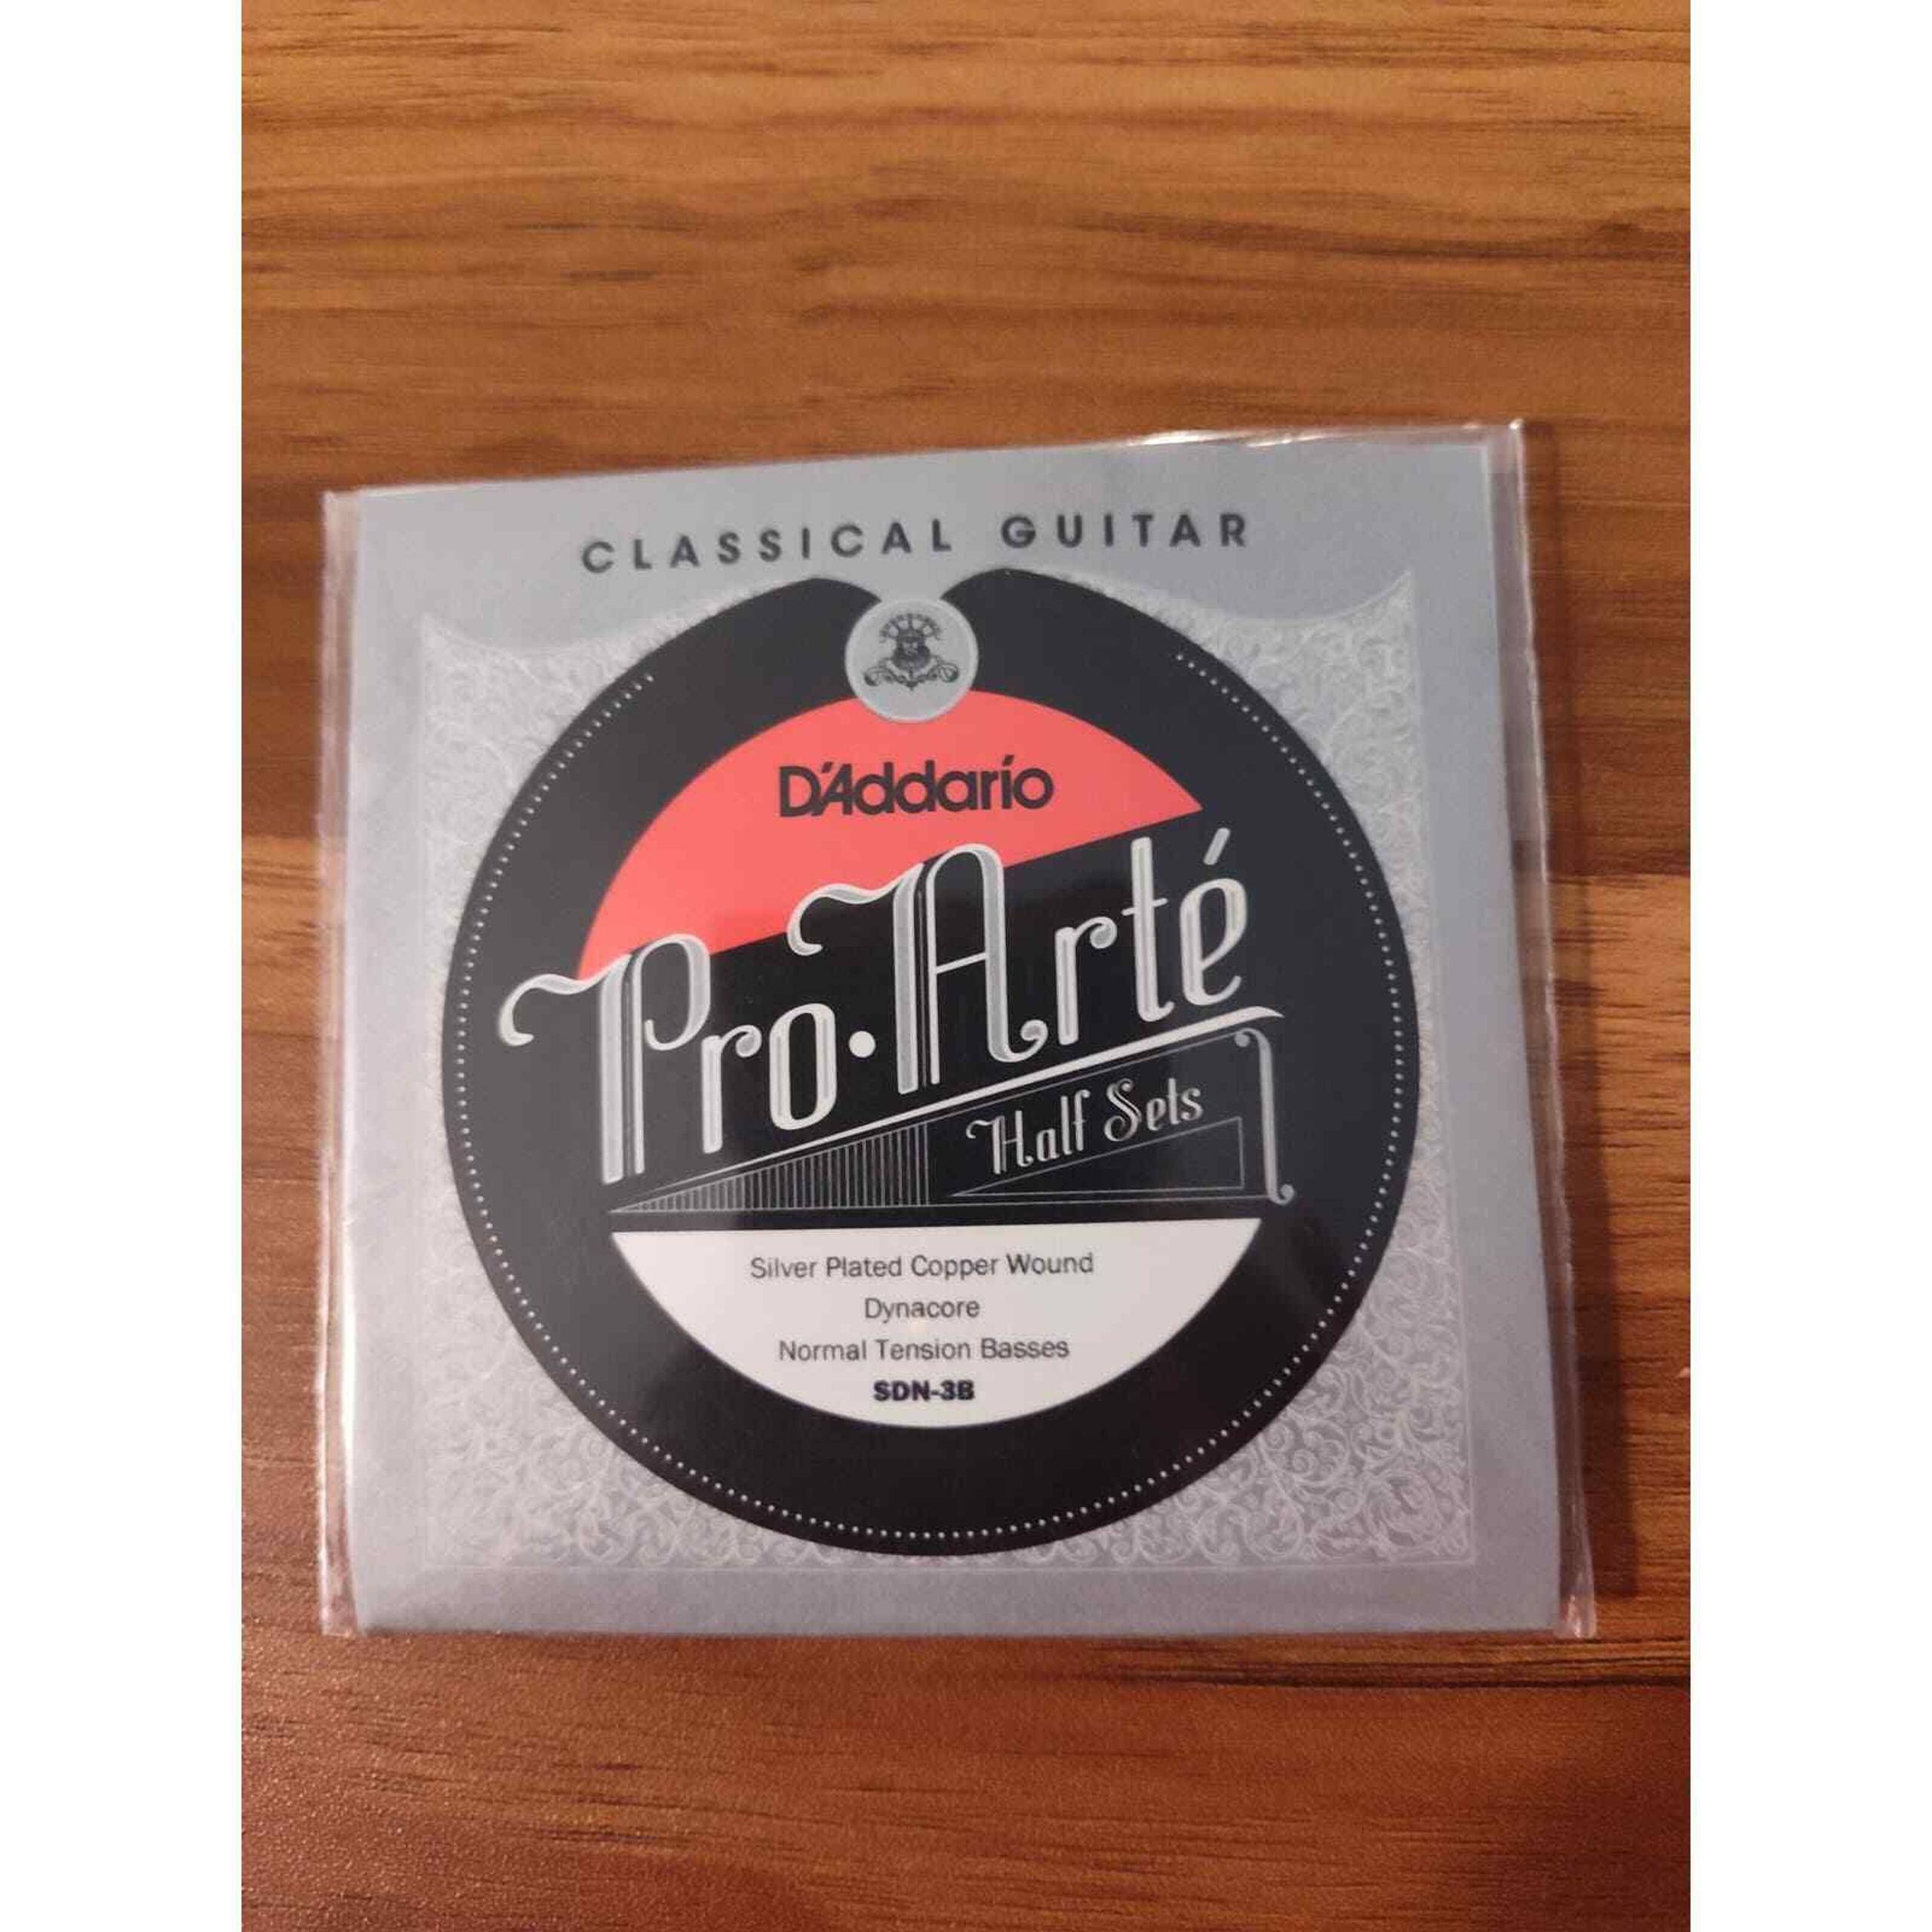 CLASSICAL GUITAR
D'Addario
Pro·Arté
Half Sets
Silver Plated Copper Wound
Dynacore
Normal Tension Basses
SDN-3B